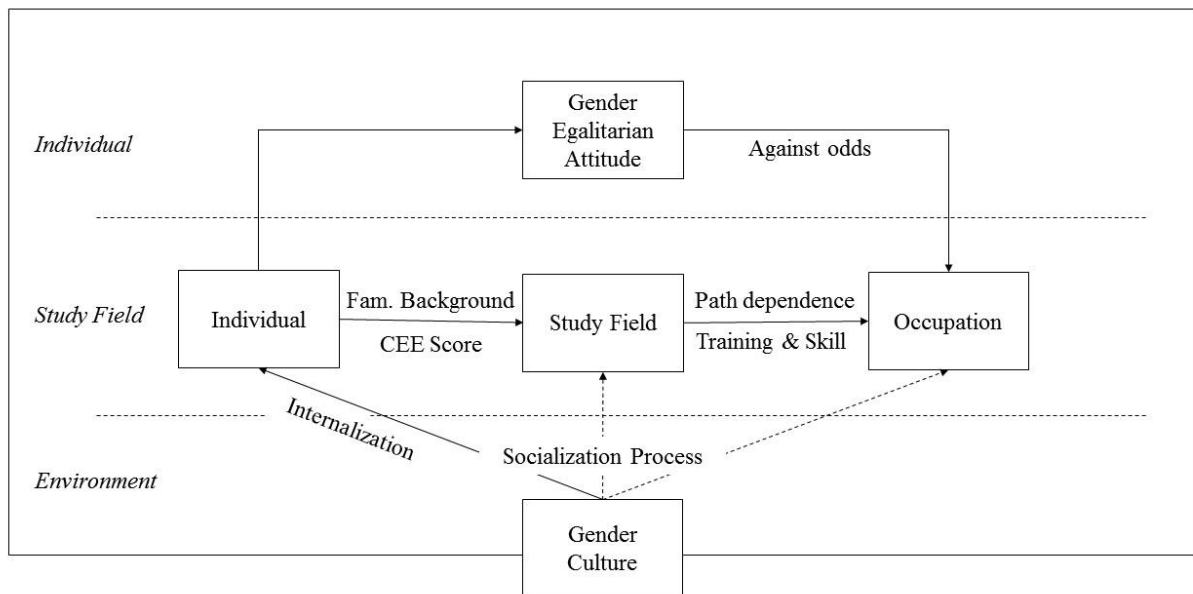 Gender
Egalitarian
Attitude
Individual
Against odds
Study Field
Individual
Fam. Background
CEE Score
Study Field
Path dependence
Training & Skill
Occupation
Internalization
Socialization Process
Environment
Gender
Culture